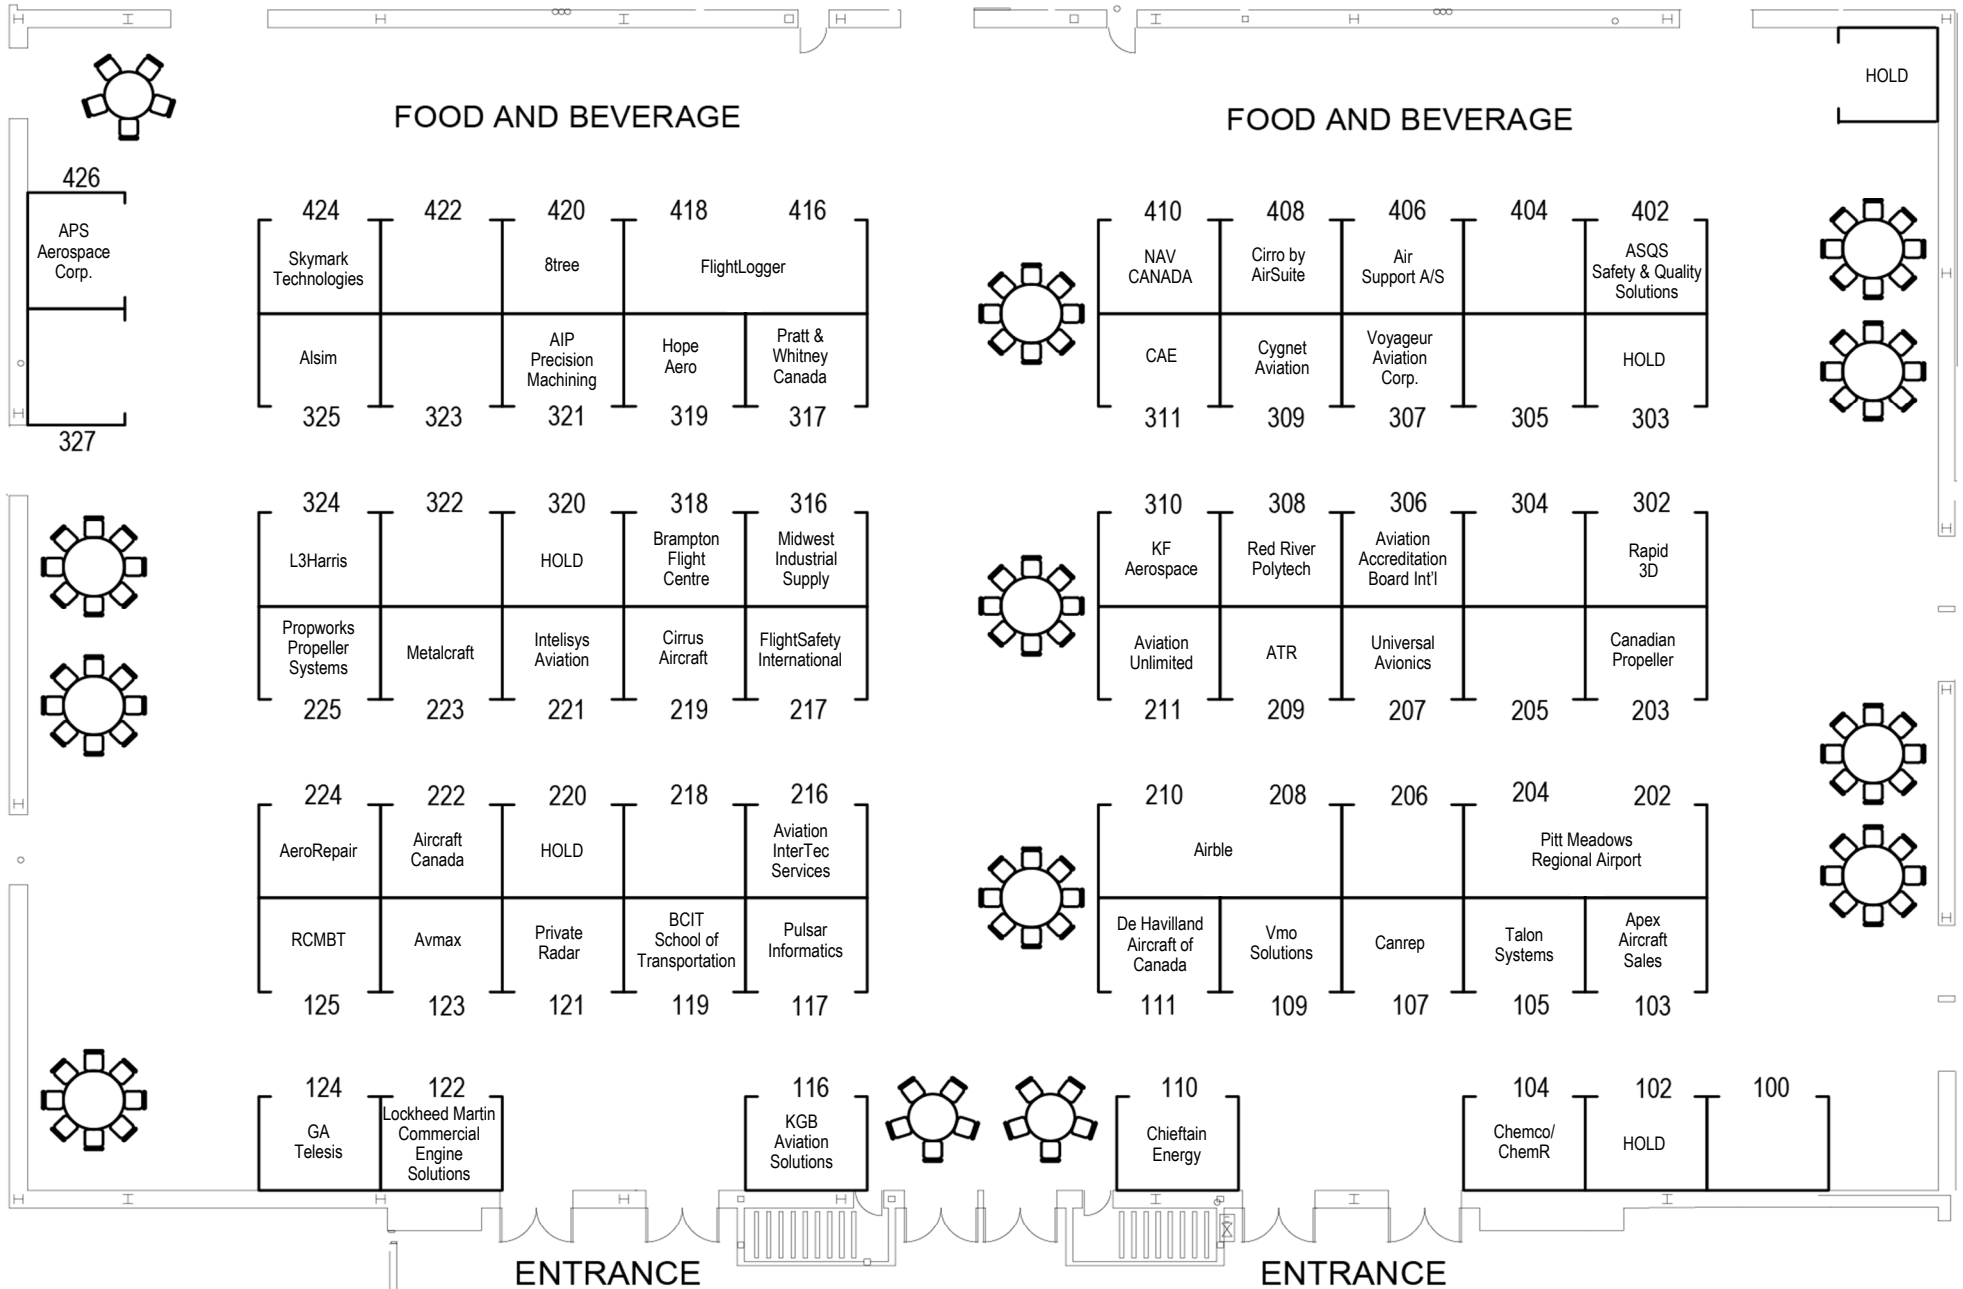 HOLD
FOOD AND BEVERAGE
FOOD AND BEVERAGE
426
APS
Aerospace
Corp.
327
424
422
420
418
416
Skymark
Technologies
8tree
FlightLogger
Alsim
AIP
Precision
Machining
Hope
Aero
Pratt &
Whitney
Canada
325
323
321
319
317
410
408
406
404
402
NAV
CANADA
Cirro by
AirSuite
Air
Support A/S
ASQS
Safety & Quality
Solutions
CAE
Cygnet
Aviation
Voyageur
Aviation
Corp.
HOLD
311
309
307
305
303
324
322
320
318
316
L3Harris
HOLD
Brampton
Flight
Centre
Midwest
Industrial
Supply
Propworks
Propeller
Systems
Metalcraft
Intelisys
Aviation
Cirrus
Aircraft
FlightSafety
International
225
223
221
219
217
310
308
306
304
302
KF
Aerospace
Red River
Polytech
Aviation
Accreditation
Board Int'l
Rapid
3D
Aviation
Unlimited
ATR
Universal
Avionics
Canadian
Propeller
211
209
207
205
203
224
222
220
218
216
AeroRepair
Aircraft
Canada
HOLD
Aviation
InterTec
Services
RCMBT
Avmax
Private
Radar
BCIT
School of
Transportation
Pulsar
Informatics
125
123
121
119
117
210
208
206
204
202
Airble
Pitt Meadows
Regional Airport
De Havilland
Aircraft of
Canada
Vmo
Solutions
Canrep
Talon
Systems
Apex
Aircraft
Sales
111
109
107
105
103
124
122
116
110
104
102
100
GA
Telesis
Lockheed Martin
Commercial
Engine
Solutions
KGB
Aviation
Solutions
Chieftain
Energy
Chemco/
ChemR
HOLD
ENTRANCE
ENTRANCE